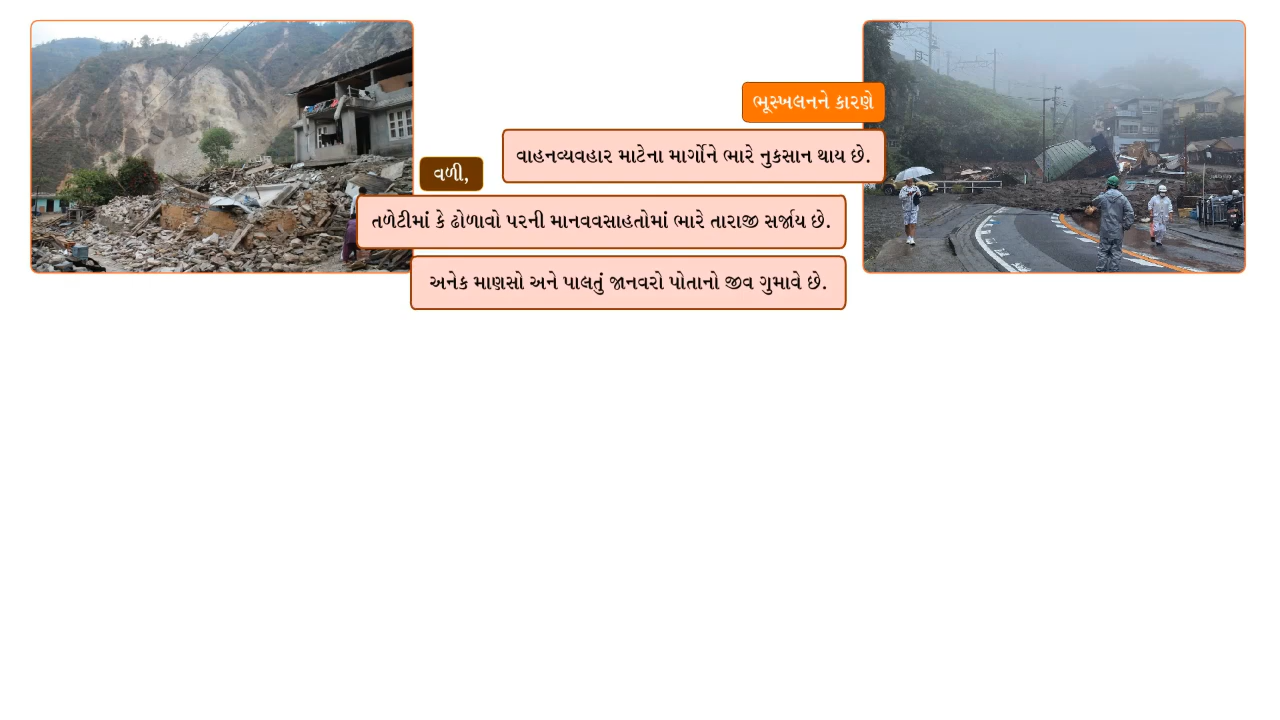 ભૂસ્ખલનને કારણે
વાહનવ્યવહાર માટેના માર્ગોને ભારે નુકસાન થાય છે.
વળી,
તળેટીમાં કે ઢોળાવો પરની માનવવસાહતોમાં ભારે તારાજી સર્જાય છે.
અનેક માણસો અને પાલતું જાનવરો પોતાનો જીવ ગુમાવે છે.